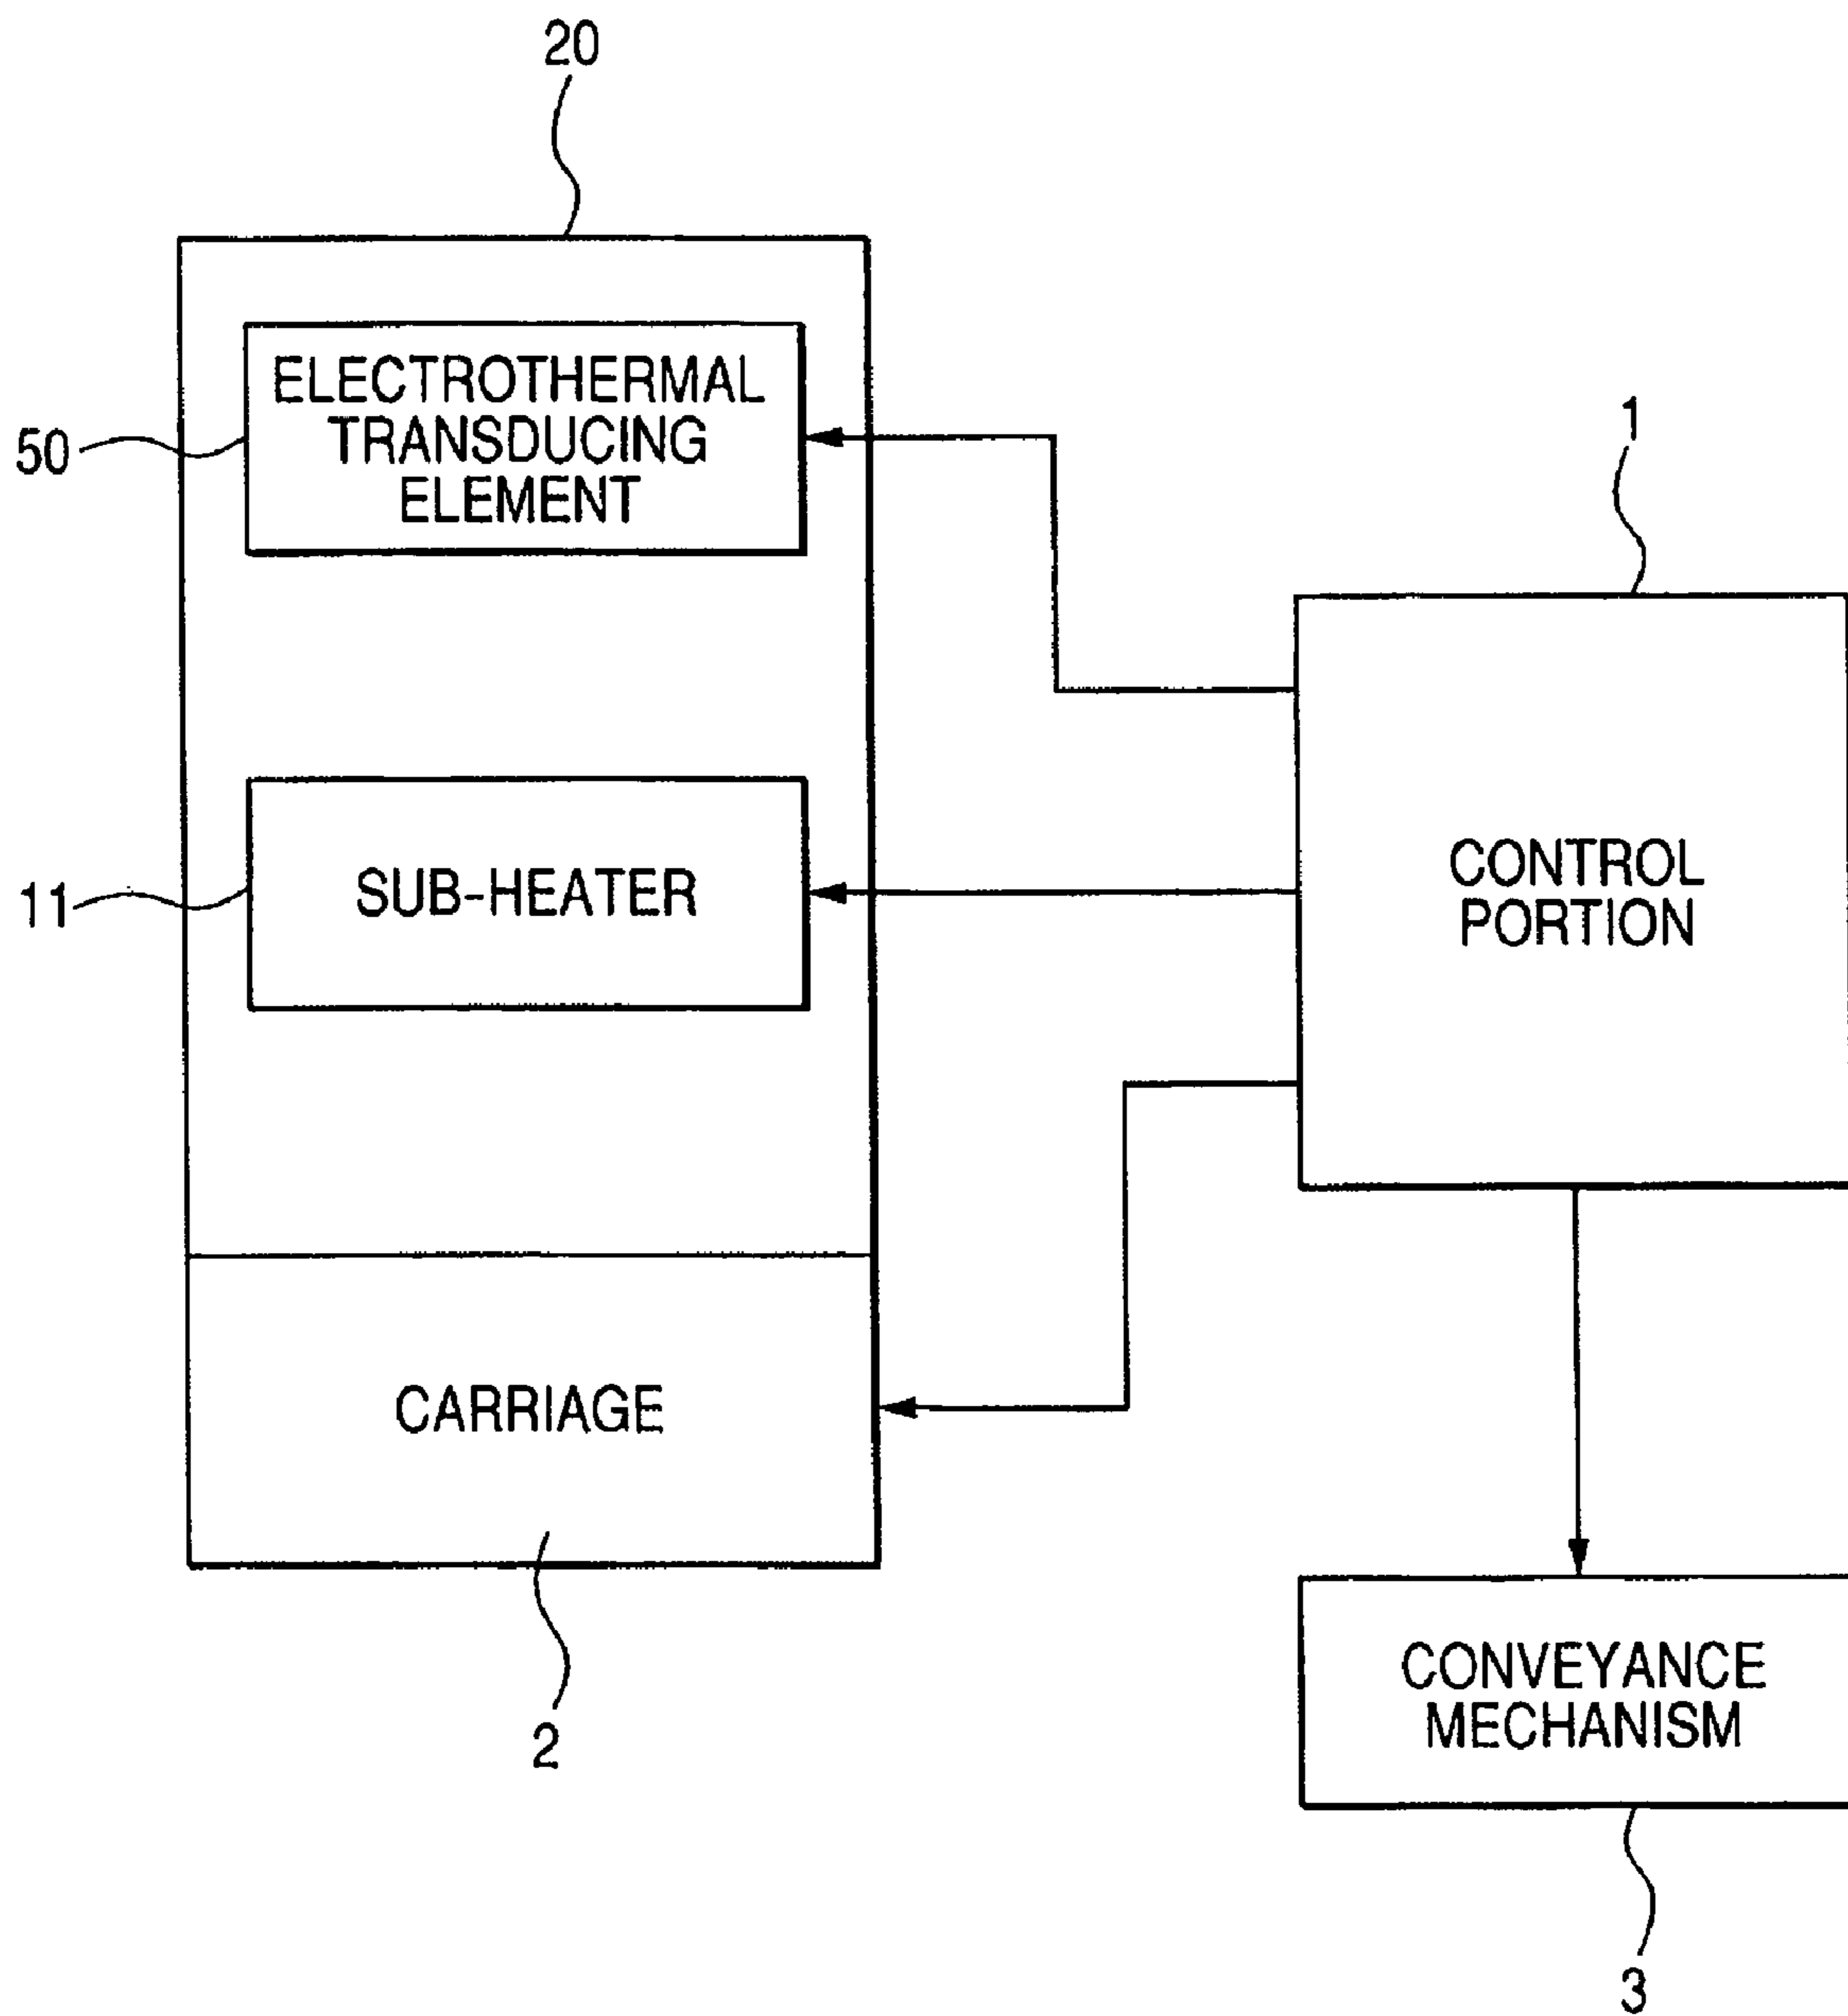 20
ELECTROTHERMAL
TRANSDUCING
ELEMENT
50
1
SUB-HEATER
11
CONTROL
PORTION
CARRIAGE
2
CONVEYANCE
MECHANISM
3